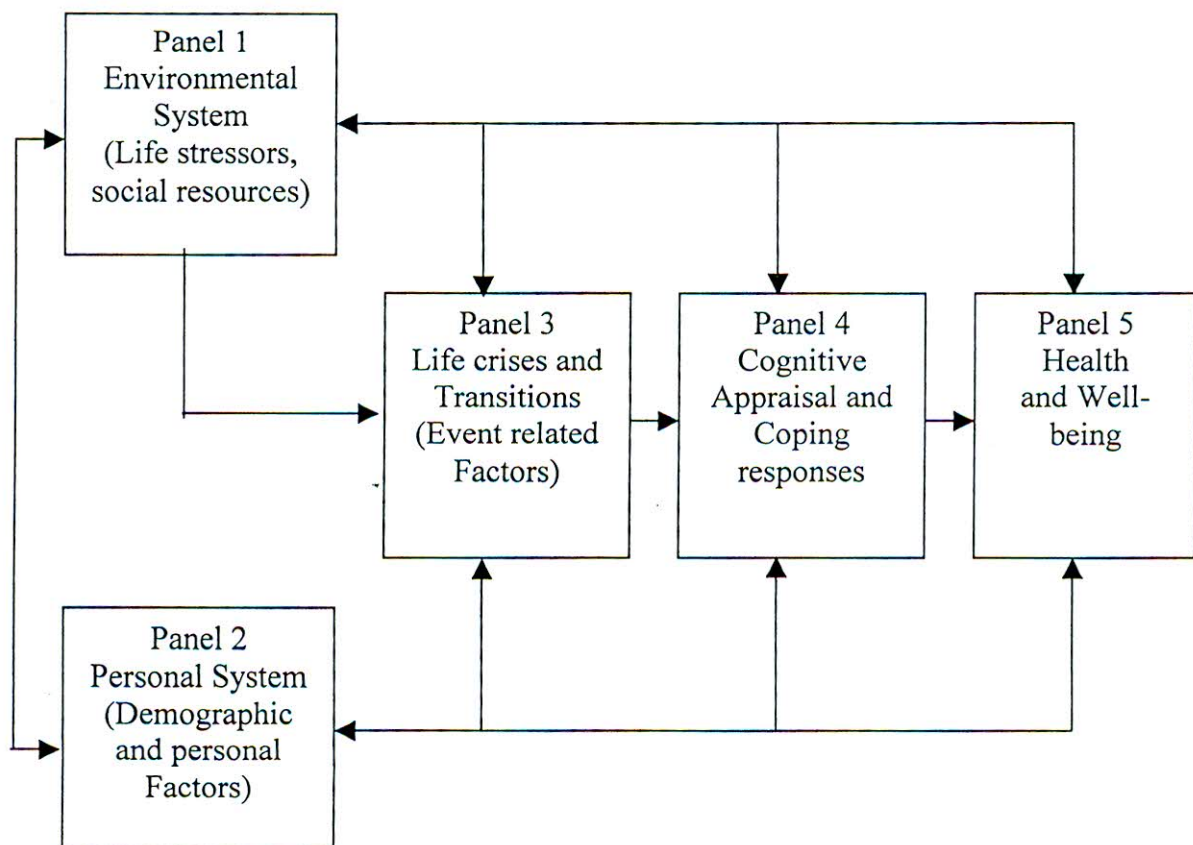 Panel 1
Environmental
System
(Life stressors,
social resources)
Panel 3
Life crises and
Transitions
(Event related
Factors)
Panel 4
Cognitive
Appraisal and
Coping
responses
Panel 5
Health
and Well-
being
Panel 2
Personal System
(Demographic
and personal
Factors)